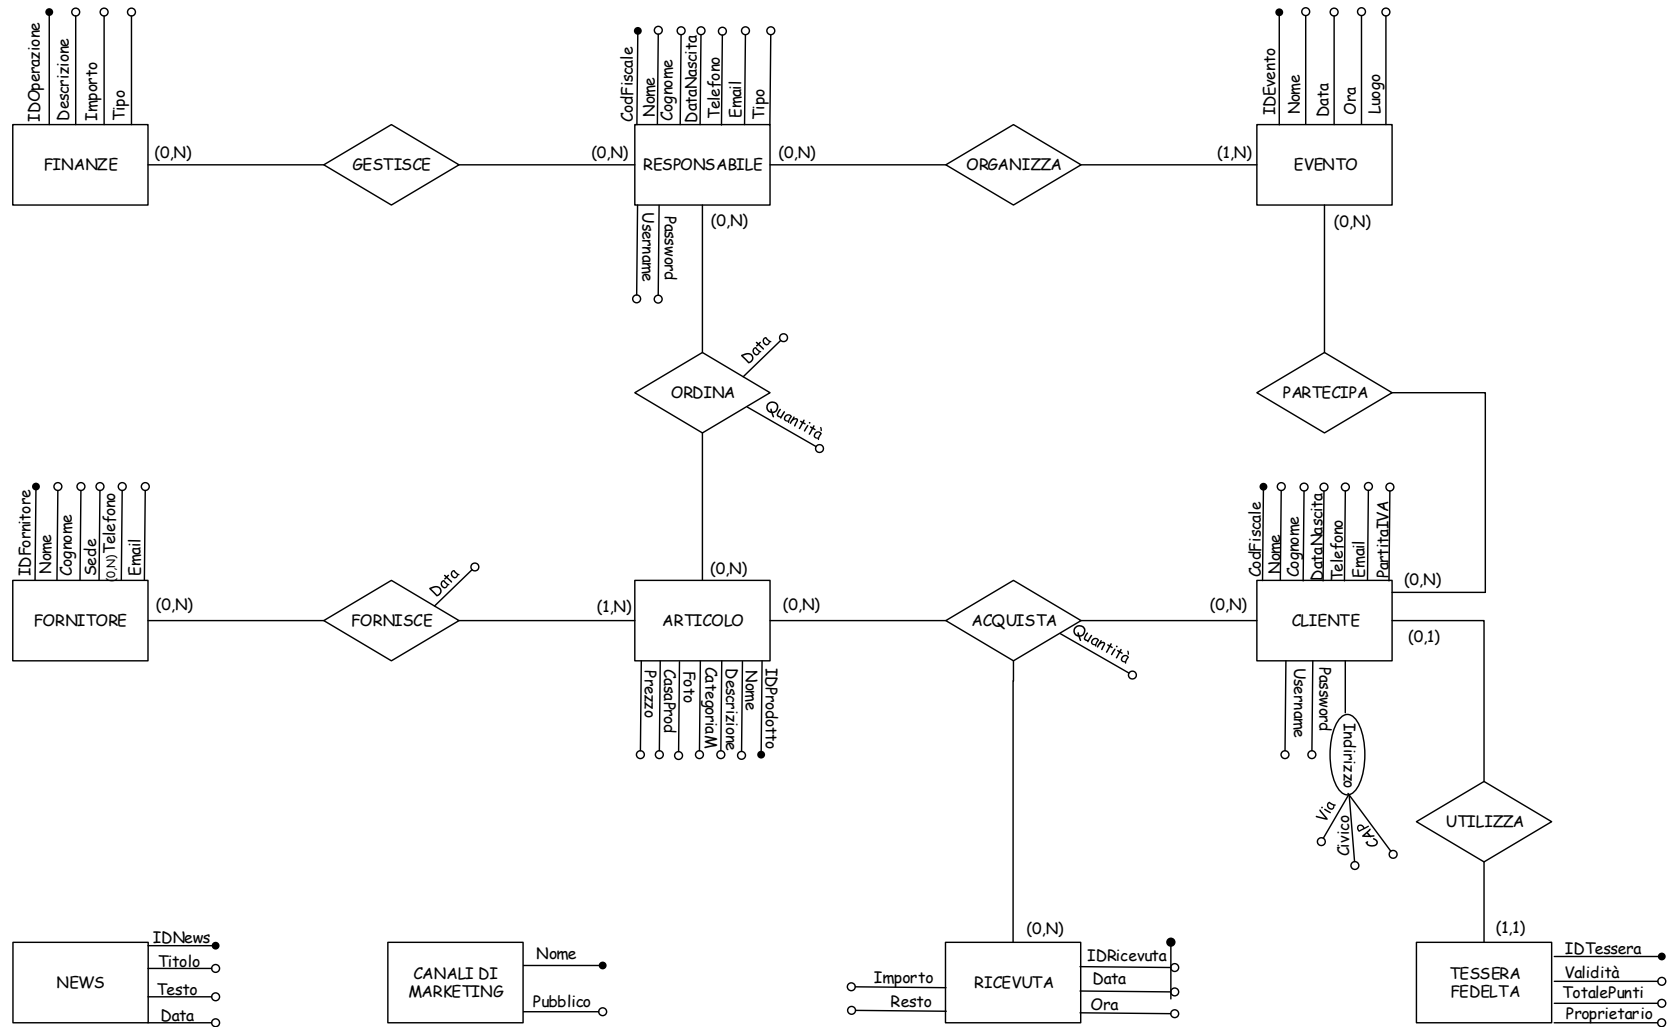 IDOperazione
Descrizione
Importo
Tipo
FINANZE
(0,N)
GESTISCE
(0,N)
CodFiscale
Nome
Cognome
DataNascita
Telefono
Email
Tipo
RESPONSABILE
Username
Password
(0,N)
(0,N)
ORGANIZZA
(1,N)
IDEvento
Nome
Data
Ora
Luogo
EVENTO
(0,N)
ORDINA
Data
Quantità
PARTECIPA
IDFornitore
Nome
Cognome
Sede
(0,N) Telefono
Email
FORNITORE
(0,N)
FORNISCE
Data
(1,N)
(0,N)
ARTICOLO
Prezzo
CasaProd
Foto
CategoriaM
Descrizione
Nome
IDProdotto
(0,N)
ACQUISTA
Quantità
(0,N)
CodFiscale
Nome
Cognome
DataNascita
Telefono
Email
PartitaIVA
CLIENTE
(0,N)
(0,1)
Username
Password
Indirizzo
Via
Civico
CAP
UTILIZZA
(1,1)
NEWS
IDNews
Titolo
Testo
Data
CANALI DI
MARKETING
Nome
Pubblico
(0,N)
Importo
Resto
RICEVUTA
IDRicevuta
Data
Ora
TESSERA
FEDELTA
IDTessera
Validità
TotalePunti
Proprietario